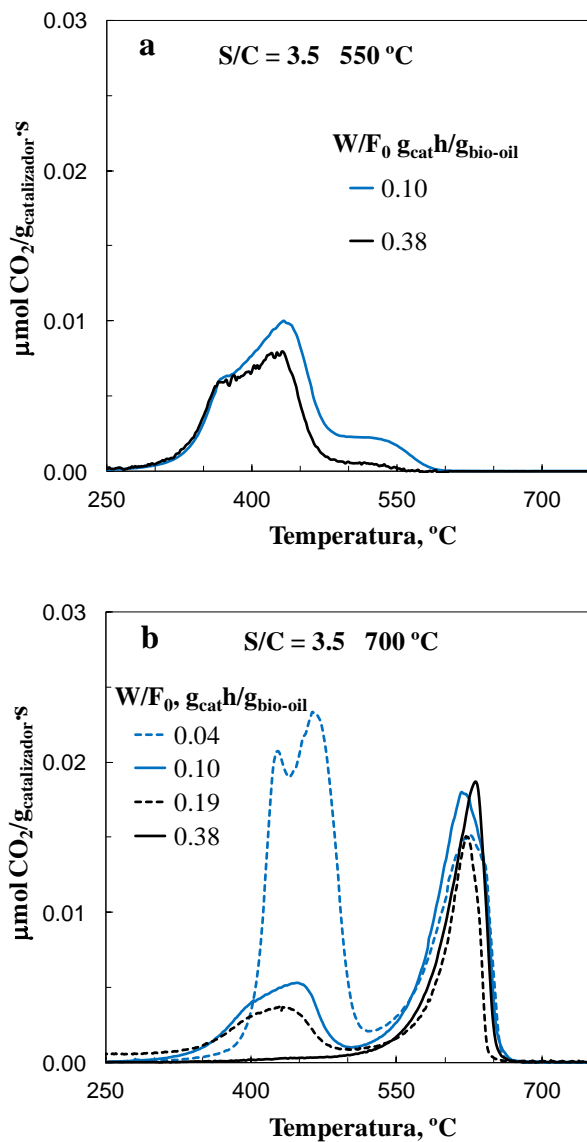 a
S/C = 3.5 550 ºC
W/F0 gcath/gbio-oil
0.10
0.38
0.03
0.02
0.01
0.00
µmol CO2/gcatalizador·s
250 400 550 700
Temperatura, ºC
b
S/C = 3.5 700 ºC
W/F0, gcath/gbio-oil
0.04
0.10
0.19
0.38
0.03
0.02
0.01
0.00
µmol CO2/gcatalizador·s
250 400 550 700
Temperatura, ºC